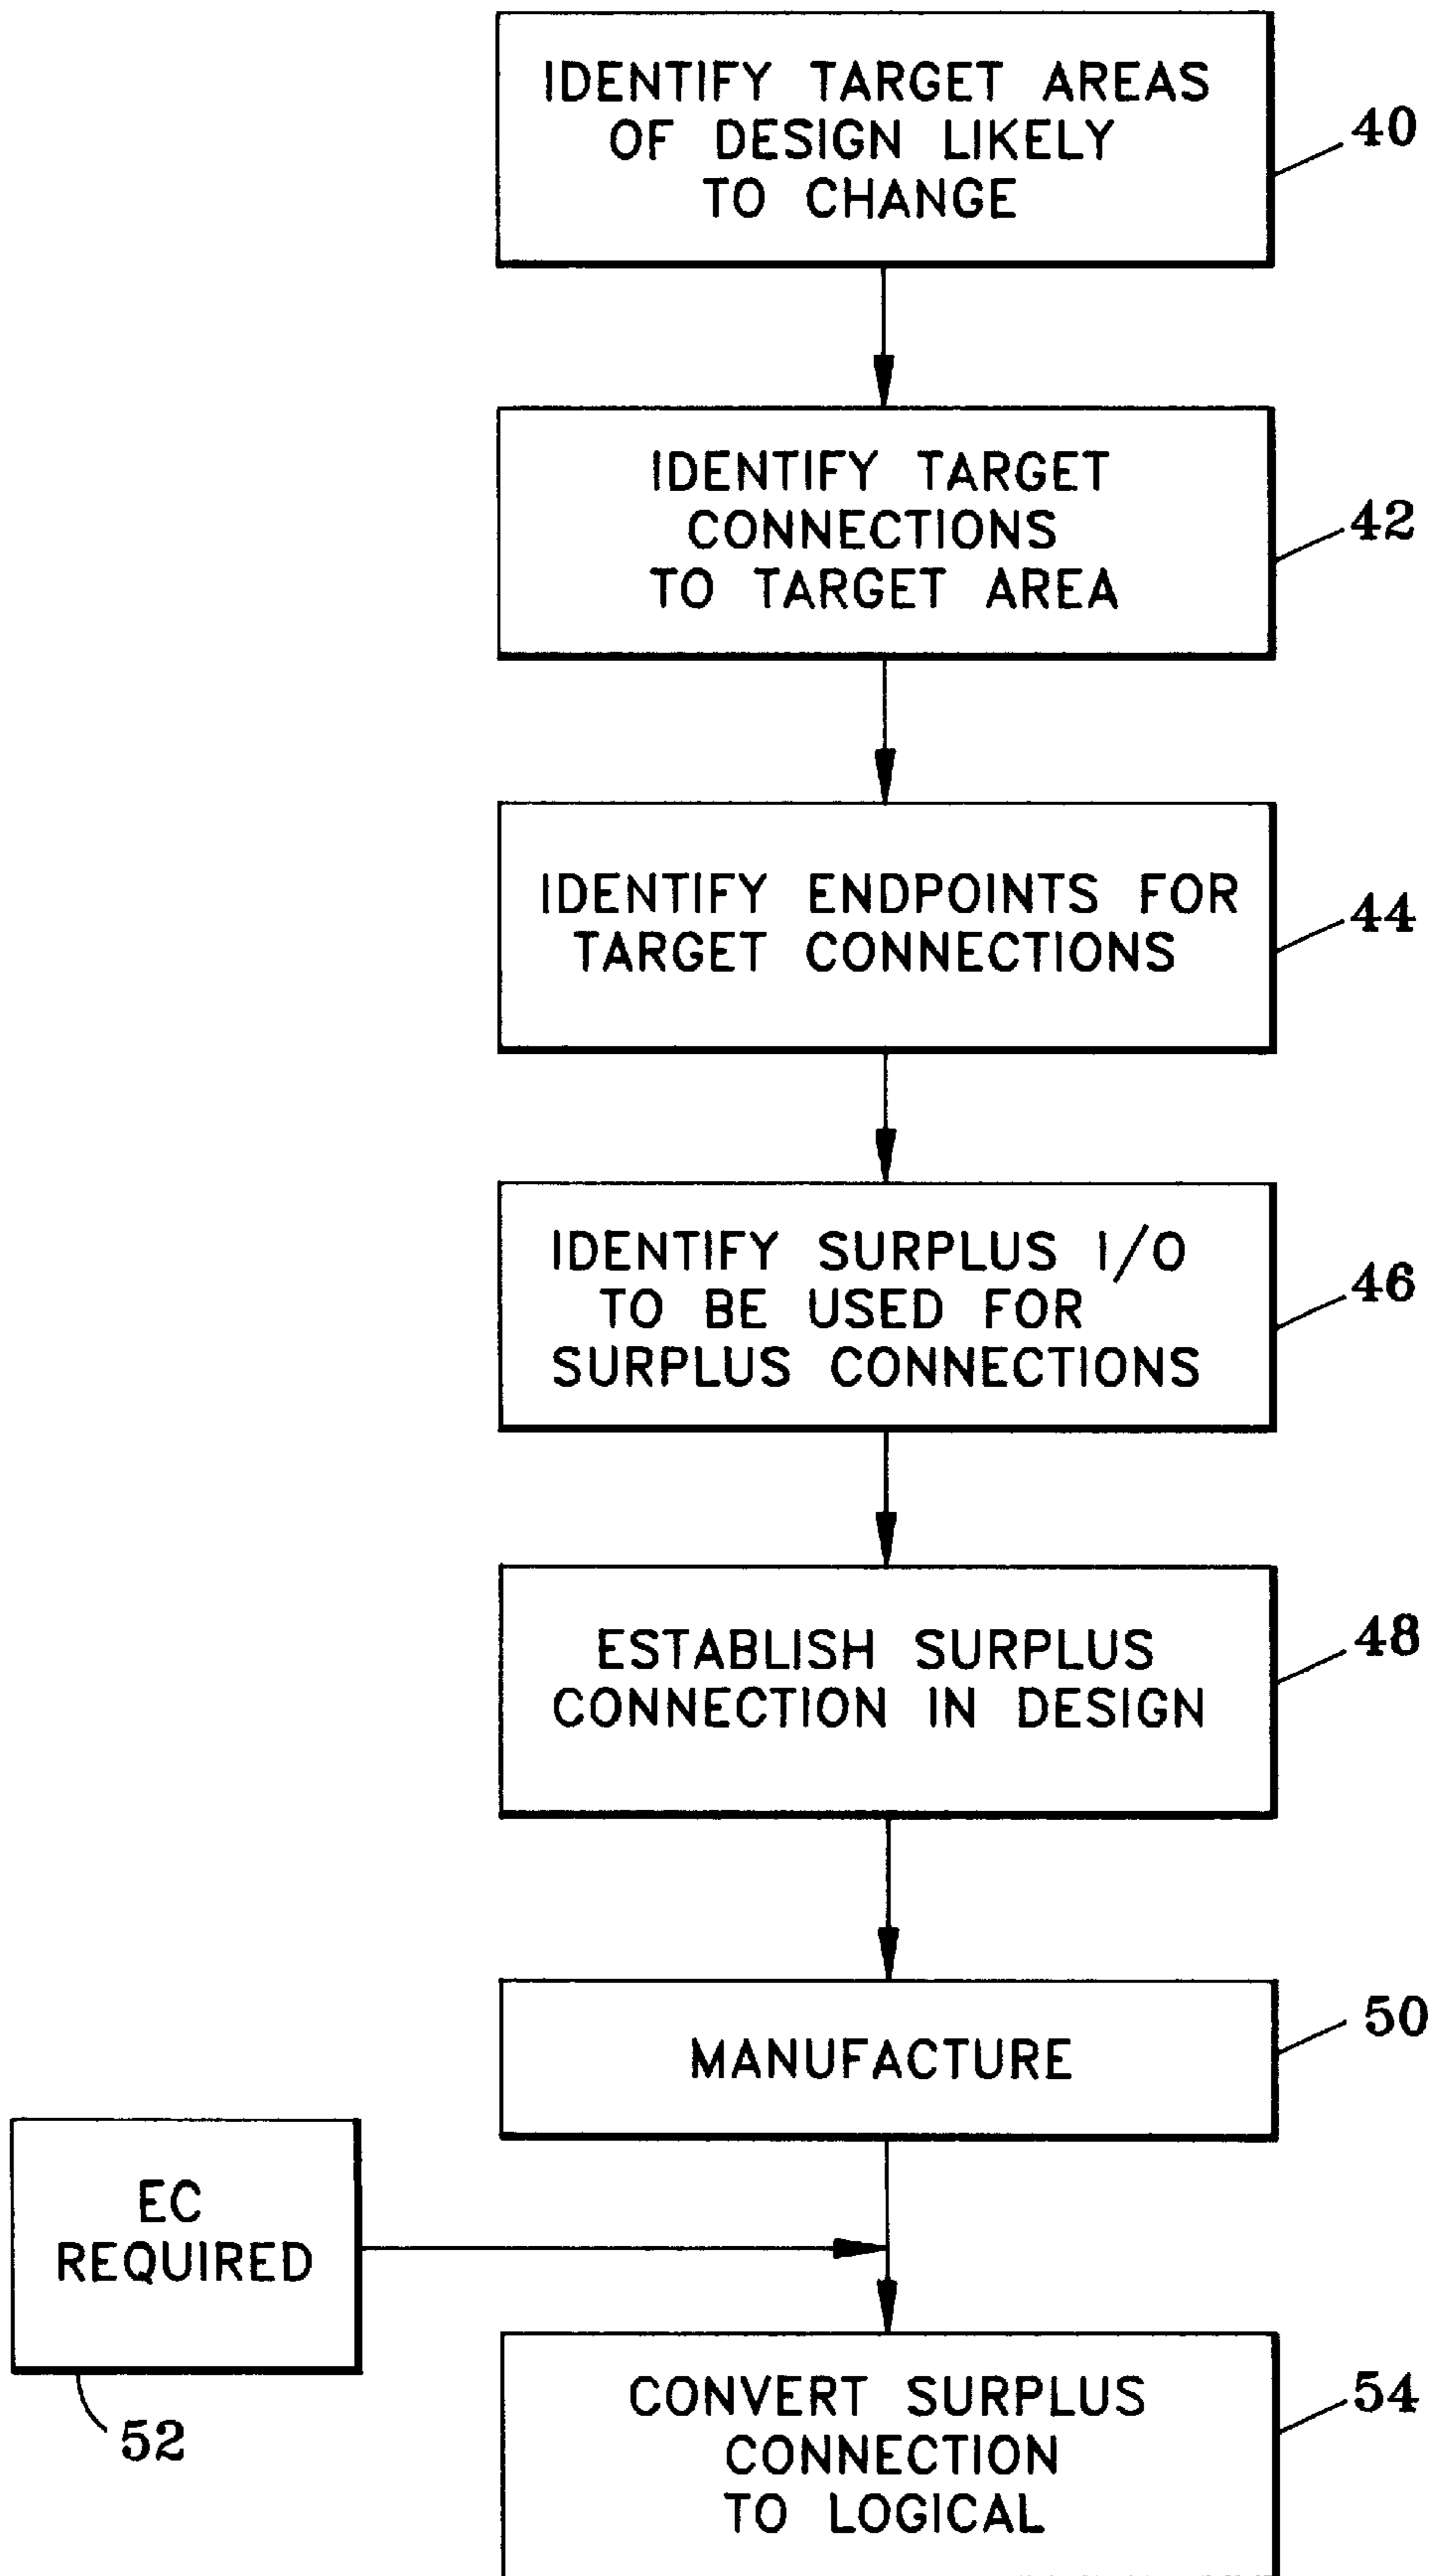 IDENTIFY TARGET AREAS
OF DESIGN LIKELY
TO CHANGE
40
IDENTIFY TARGET
CONNECTIONS
TO TARGET AREA
42
IDENTIFY ENDPOINTS FOR
TARGET CONNECTIONS
44
IDENTIFY SURPLUS I/O
TO BE USED FOR
SURPLUS CONNECTIONS
46
ESTABLISH SURPLUS
CONNECTION IN DESIGN
48
MANUFACTURE
50
EC
REQUIRED
52
CONVERT SURPLUS
CONNECTION
TO LOGICAL
54